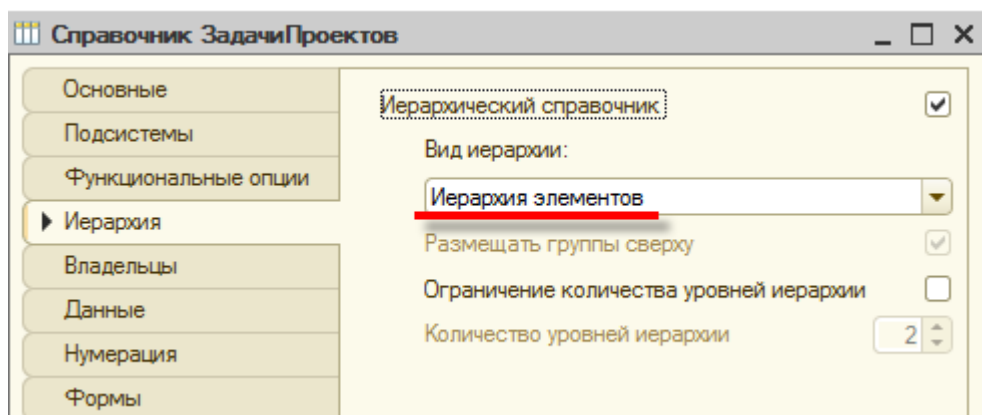 Справочник ЗадачиПроектов
Основные
Подсистемы
Функциональные опции
Иерархия
Владельцы
Данные
Нумерация
Формы
Иерархический справочник
Вид иерархии:
Иерархия элементов
Размещать группы сверху
Ограничение количества уровней иерархии
Количество уровней иерархии 2